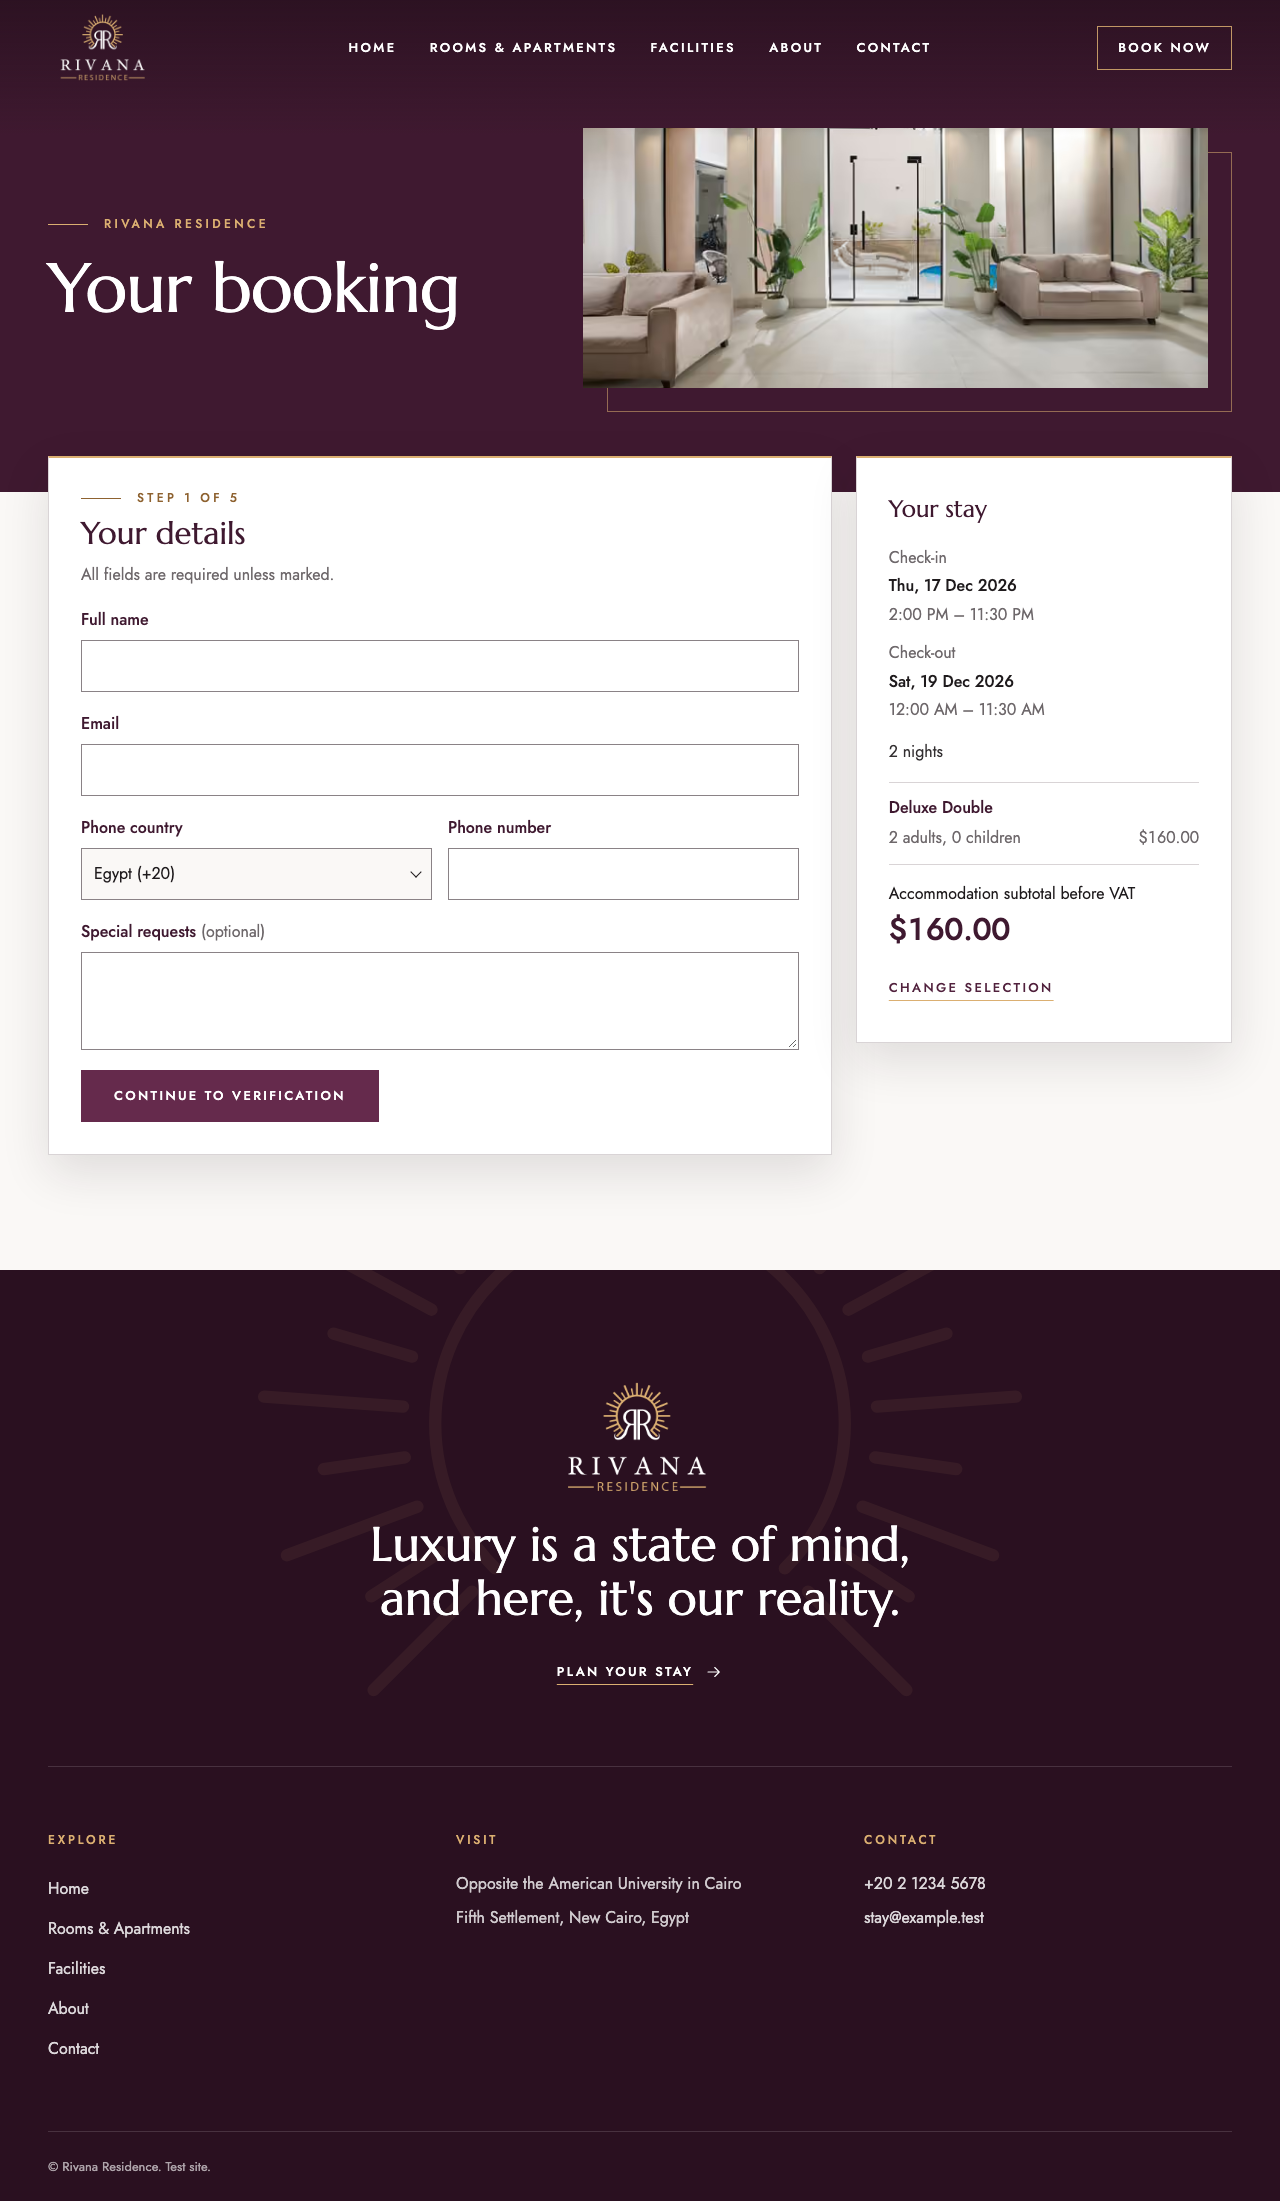 RIVANA
RESIDENCE
HOME
ROOMS & APARTMENTS
FACILITIES
ABOUT
CONTACT
BOOK NOW
RIVANA RESIDENCE
Your booking
STEP 1 OF 5
Your details
All fields are required unless marked.
Full name
Email
Phone country
Phone number
Egypt (+20)
Special requests (optional)
CONTINUE TO VERIFICATION
Your stay
Check-in
Thu, 17 Dec 2026
2:00 PM – 11:30 PM
Check-out
Sat, 19 Dec 2026
12:00 AM – 11:30 AM
2 nights
Deluxe Double
2 adults, 0 children
$160.00
Accommodation subtotal before VAT
$160.00
CHANGE SELECTION
RR
RIVANA
RESIDENCE
Luxury is a state of mind,
and here, it's our reality.
PLAN YOUR STAY
EXPLORE
Home
Rooms & Apartments
Facilities
About
Contact
VISIT
Opposite the American University in Cairo
Fifth Settlement, New Cairo, Egypt
CONTACT
+20 2 1234 5678
stay@example.test
© Rivana Residence. Test site.